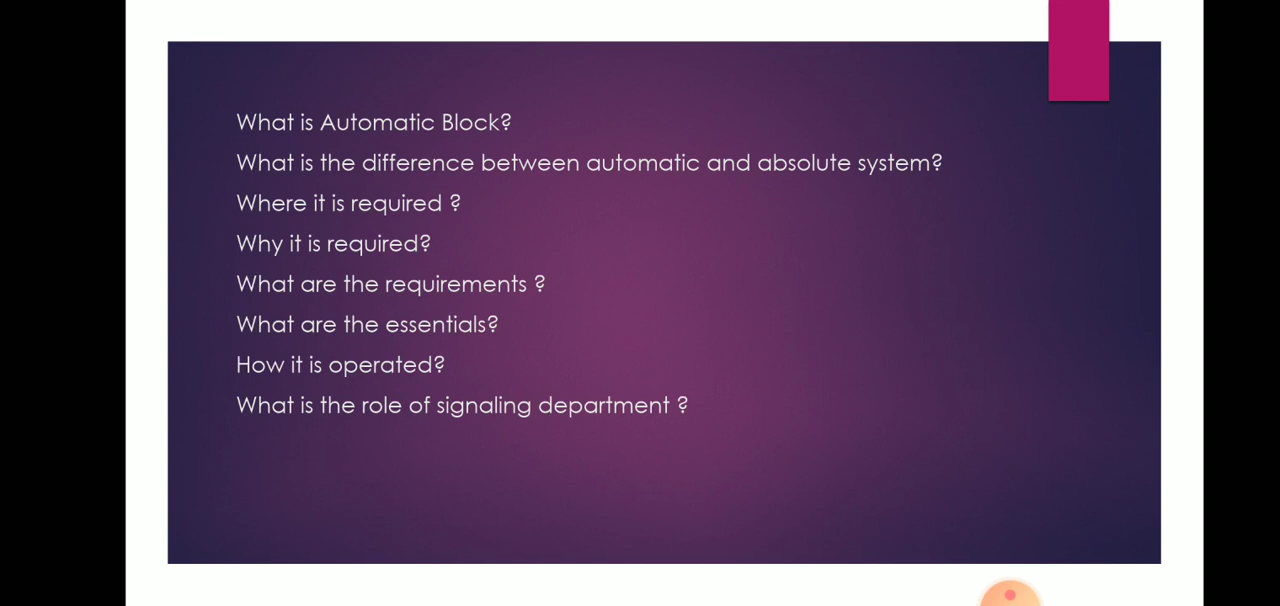 What is Automatic Block?
What is the difference between automatic and absolute system?
Where it is required ?
Why it is required?
What are the requirements ?
What are the essentials?
How it is operated?
What is the role of signaling department ?